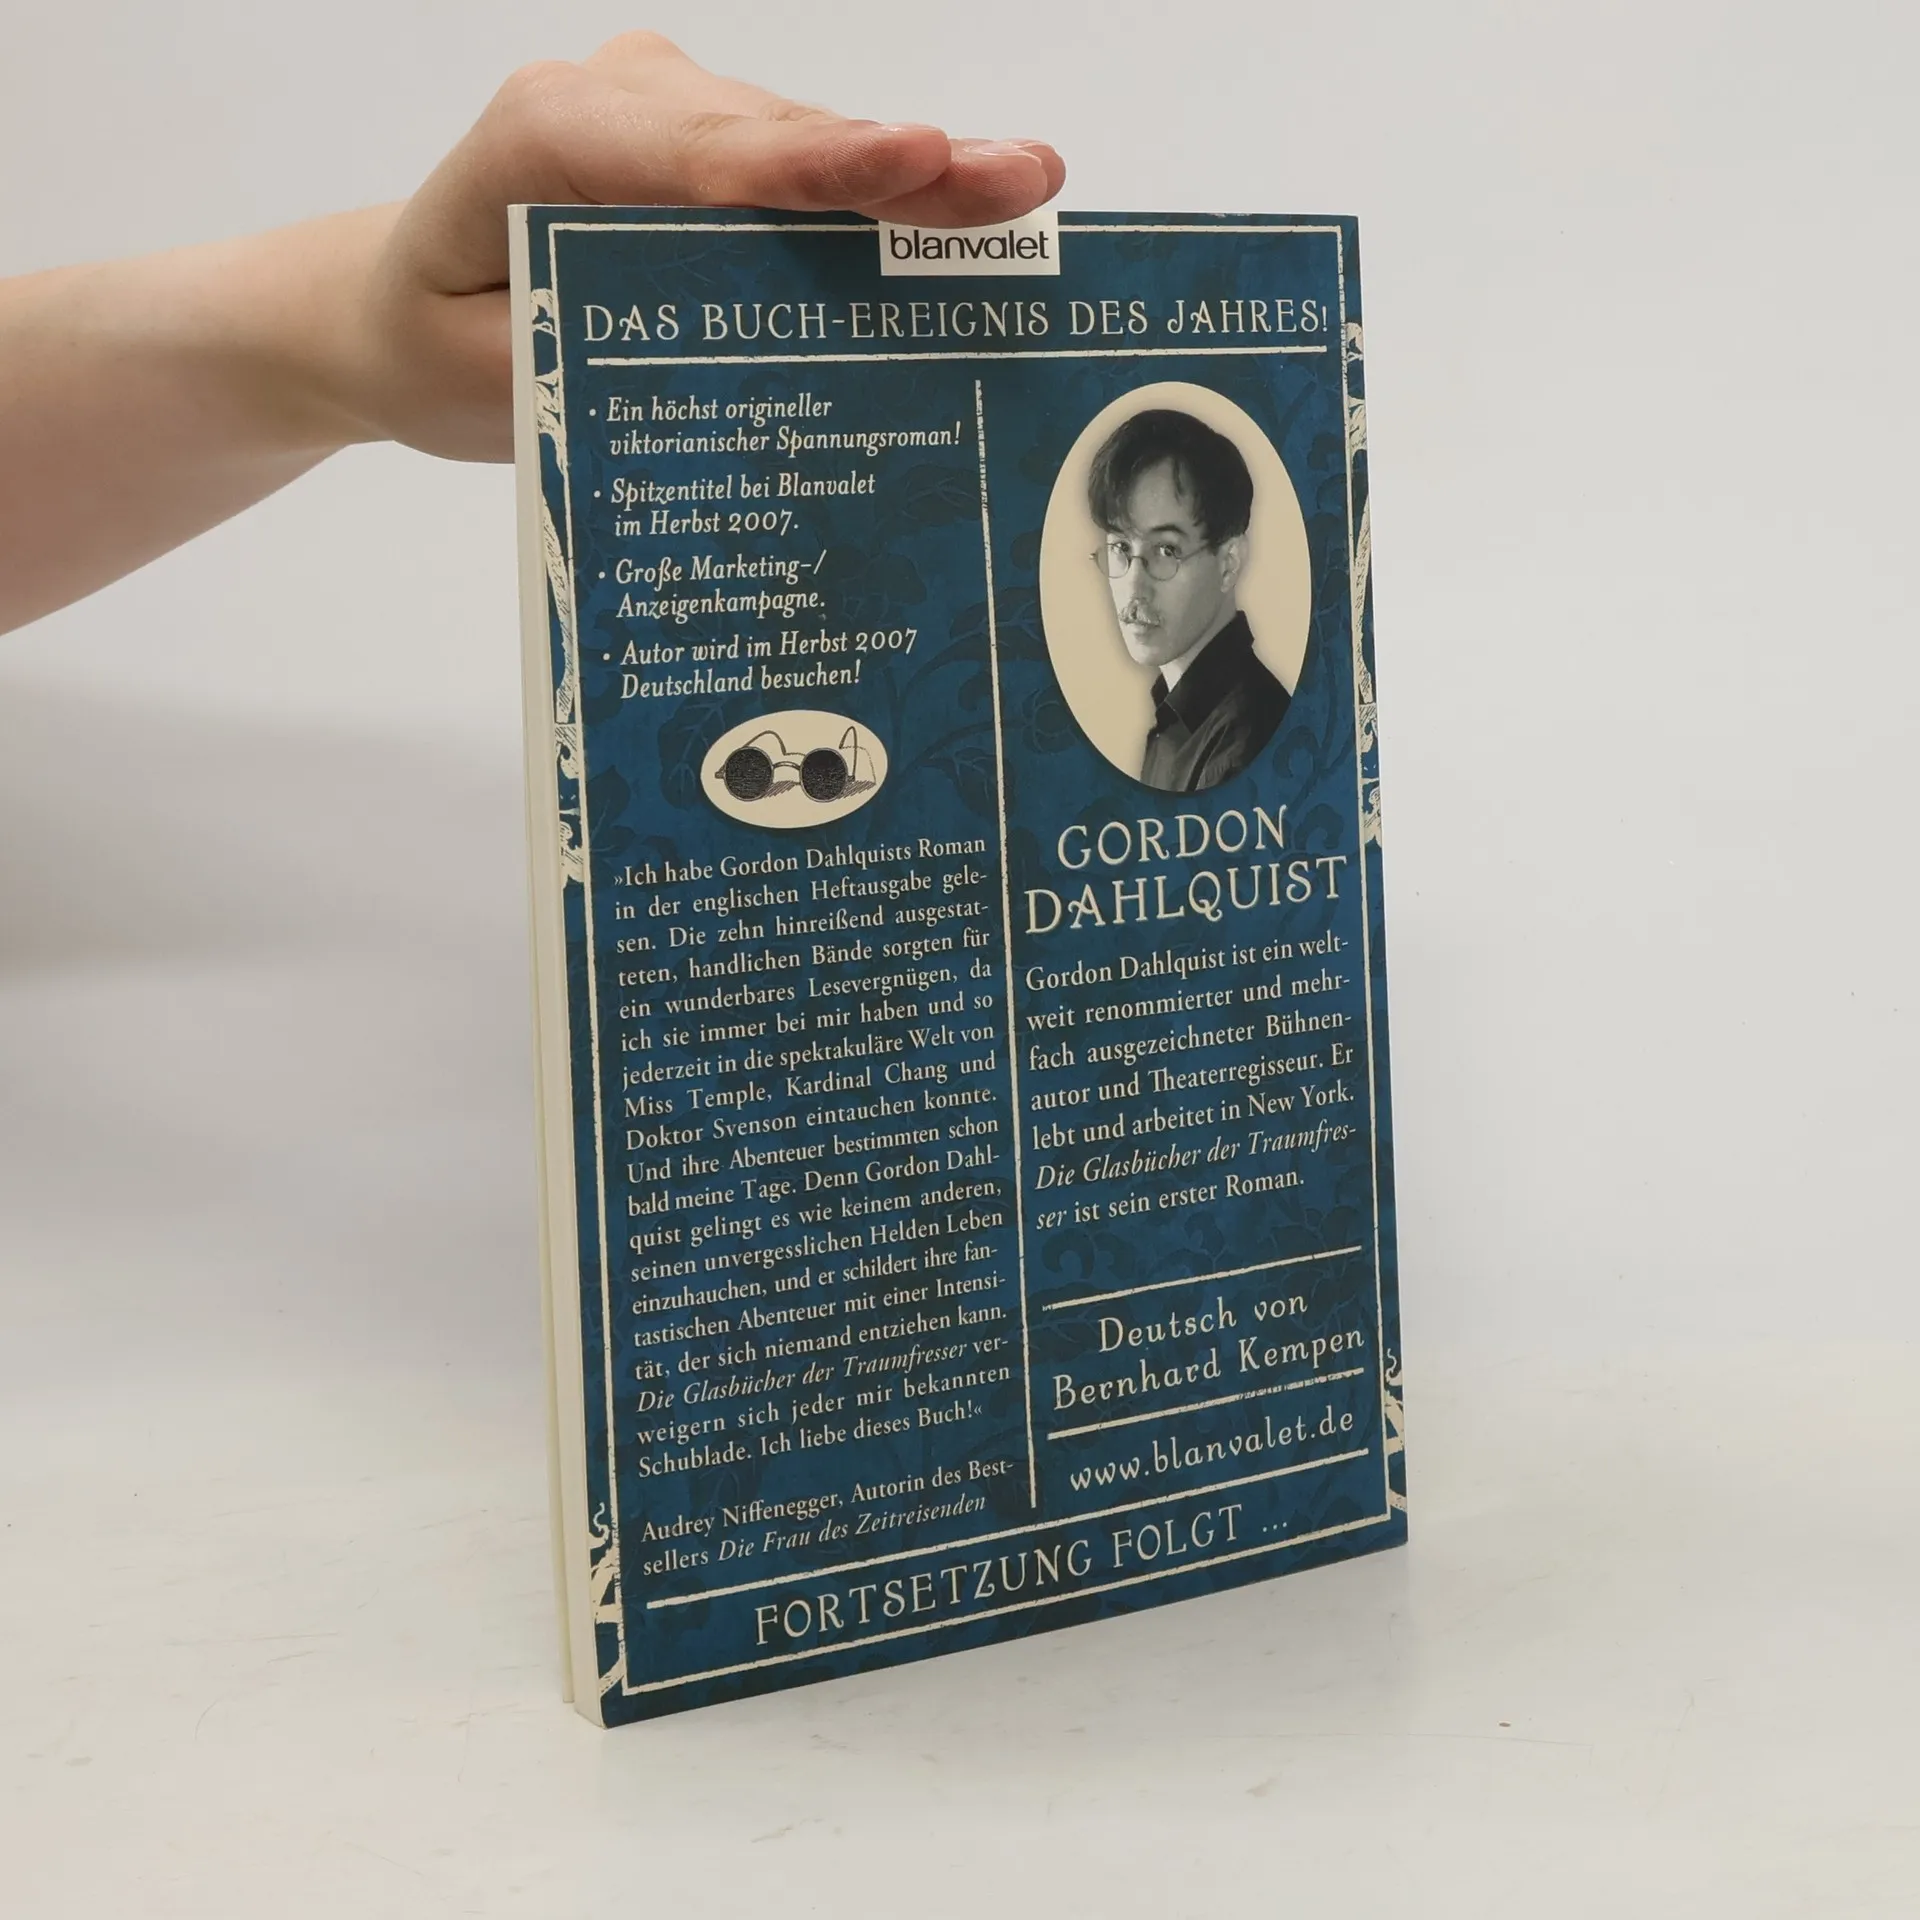 blanvalet
DAS BUCH-EREIGNIS DES JAHRES!
• Ein höchst origineller
viktorianischer Spannungsroman!
• Spitzentitel bei Blanvalet
im Herbst 2007.
• Große Marketing-/
Anzeigenkampagne.
• Autor wird im Herbst 2007
Deutschland besuchen!
»Ich habe Gordon Dahlquists Roman
in der englischen Heftausgabe gele-
sen. Die zehn hinreißend ausgestat-
teten, handlichen Bände sorgten für
ein wunderbares Lesevergnügen, da
ich sie immer bei mir haben und so
jederzeit in die spektakuläre Welt von
Miss Temple, Kardinal Chang und
Doktor Svenson eintauchen konnte.
Und ihre Abenteuer bestimmten schon
bald meine Tage. Denn Gordon Dahl-
quist gelingt es wie keinem anderen,
seinen unvergesslichen Helden Leben
einzuhauchen, und er schildert ihre fan-
tastischen Abenteuer mit einer Intensi-
tät, der sich niemand entziehen kann.
Die Glasbücher der Traumfresser ver-
weigern sich jeder mir bekannten
Schublade. Ich liebe dieses Buch!«
Audrey Niffenegger, Autorin des Best-
sellers Die Frau des Zeitreisenden
GORDON
DAHLQUIST
Gordon Dahlquist ist ein welt-
weit renommierter und mehr-
fach ausgezeichneter Bühnen-
autor und Theaterregisseur. Er
lebt und arbeitet in New York.
Die Glasbücher der Traumfres-
ser ist sein erster Roman.
Deutsch von
Bernhard Kempen
www.blanvalet.de
FORTSETZUNG FOLGT ...